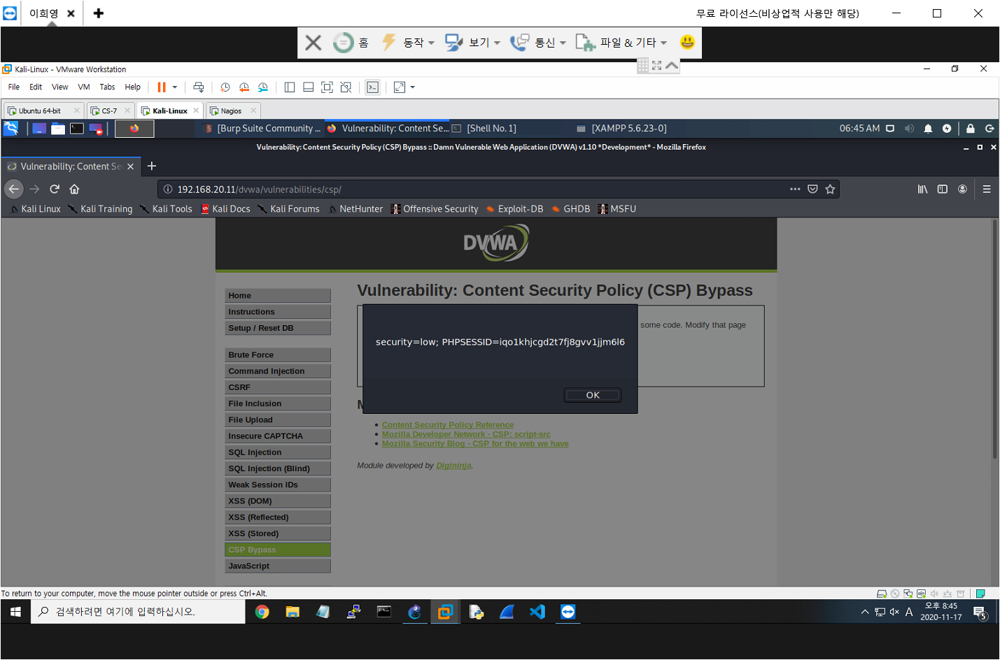 이희영
무료 라이선스(비상업적 사용만 해당)
홈 동작 보기 통신 파일 & 기타
Kali-Linux - VMware Workstation
File Edit View VM Tabs Help
Ubuntu 64-bit CS-7 Kali-Linux Nagios
[Burp Suite Community ... Vulnerability: Content Se... [Shell No. 1] [XAMPP 5.6.23-0] 06:45 AM
Vulnerability: Content Security Policy (CSP) Bypass :: Damn Vulnerable Web Application (DVWA) v1.10 *Development* - Mozilla Firefox
Vulnerability: Content Se
192.168.20.11/dvwa/vulnerabilities/csp/
Kali Linux Kali Training Kali Tools Kali Docs Kali Forums NetHunter Offensive Security Exploit-DB GHDB MSFU
DVWA
Vulnerability: Content Security Policy (CSP) Bypass
some code. Modify that page
security=low; PHPSESSID=iqo1khjcgd2t7fj8gvv1jjm6l6
OK
Home
Instructions
Setup / Reset DB
Brute Force
Command Injection
CSRF
File Inclusion
File Upload
Insecure CAPTCHA
SQL Injection
SQL Injection (Blind)
Weak Session IDs
XSS (DOM)
XSS (Reflected)
XSS (Stored)
CSP Bypass
JavaScript
Content Security Policy Reference
Mozilla Developer Network - CSP: script-src
Mozilla Security Blog - CSP for the web we have
Module developed by Digininja.
To return to your computer, move the mouse pointer outside or press Ctrl+Alt.
검색하려면 여기에 입력하십시오.
A
오후 8:45
2020-11-17
5